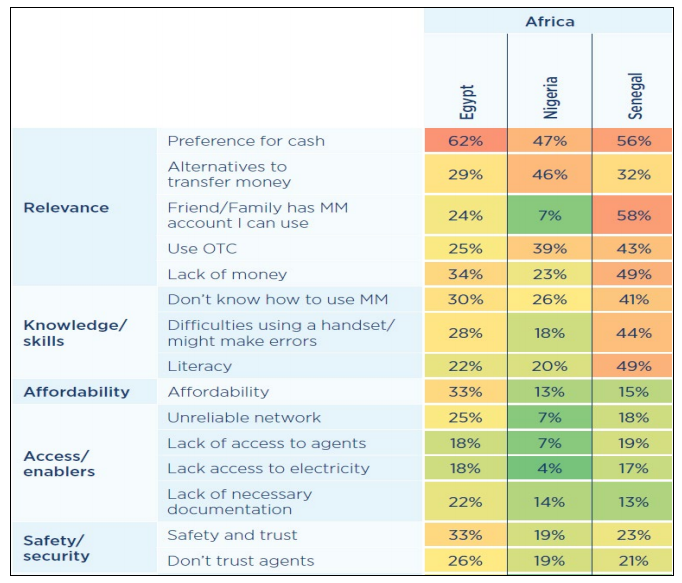 Africa
Egypt Nigeria Senegal
Relevance
Preference for cash 62% 47% 56%
Alternatives to
transfer money 29% 46% 32%
Friend/Family has MM
account I can use 24% 7% 58%
Use OTC 25% 39% 43%
Lack of money 34% 23% 49%
Knowledge/
skills
Don't know how to use MM 30% 26% 41%
Difficulties using a handset/
might make errors 28% 18% 44%
Literacy 22% 20% 49%
Affordability Affordability 33% 13% 15%
Access/
enablers
Unreliable network 25% 7% 18%
Lack of access to agents 18% 7% 19%
Lack access to electricity 18% 4% 17%
Lack of necessary
documentation 22% 14% 13%
Safety/
security
Safety and trust 33% 19% 23%
Don't trust agents 26% 19% 21%